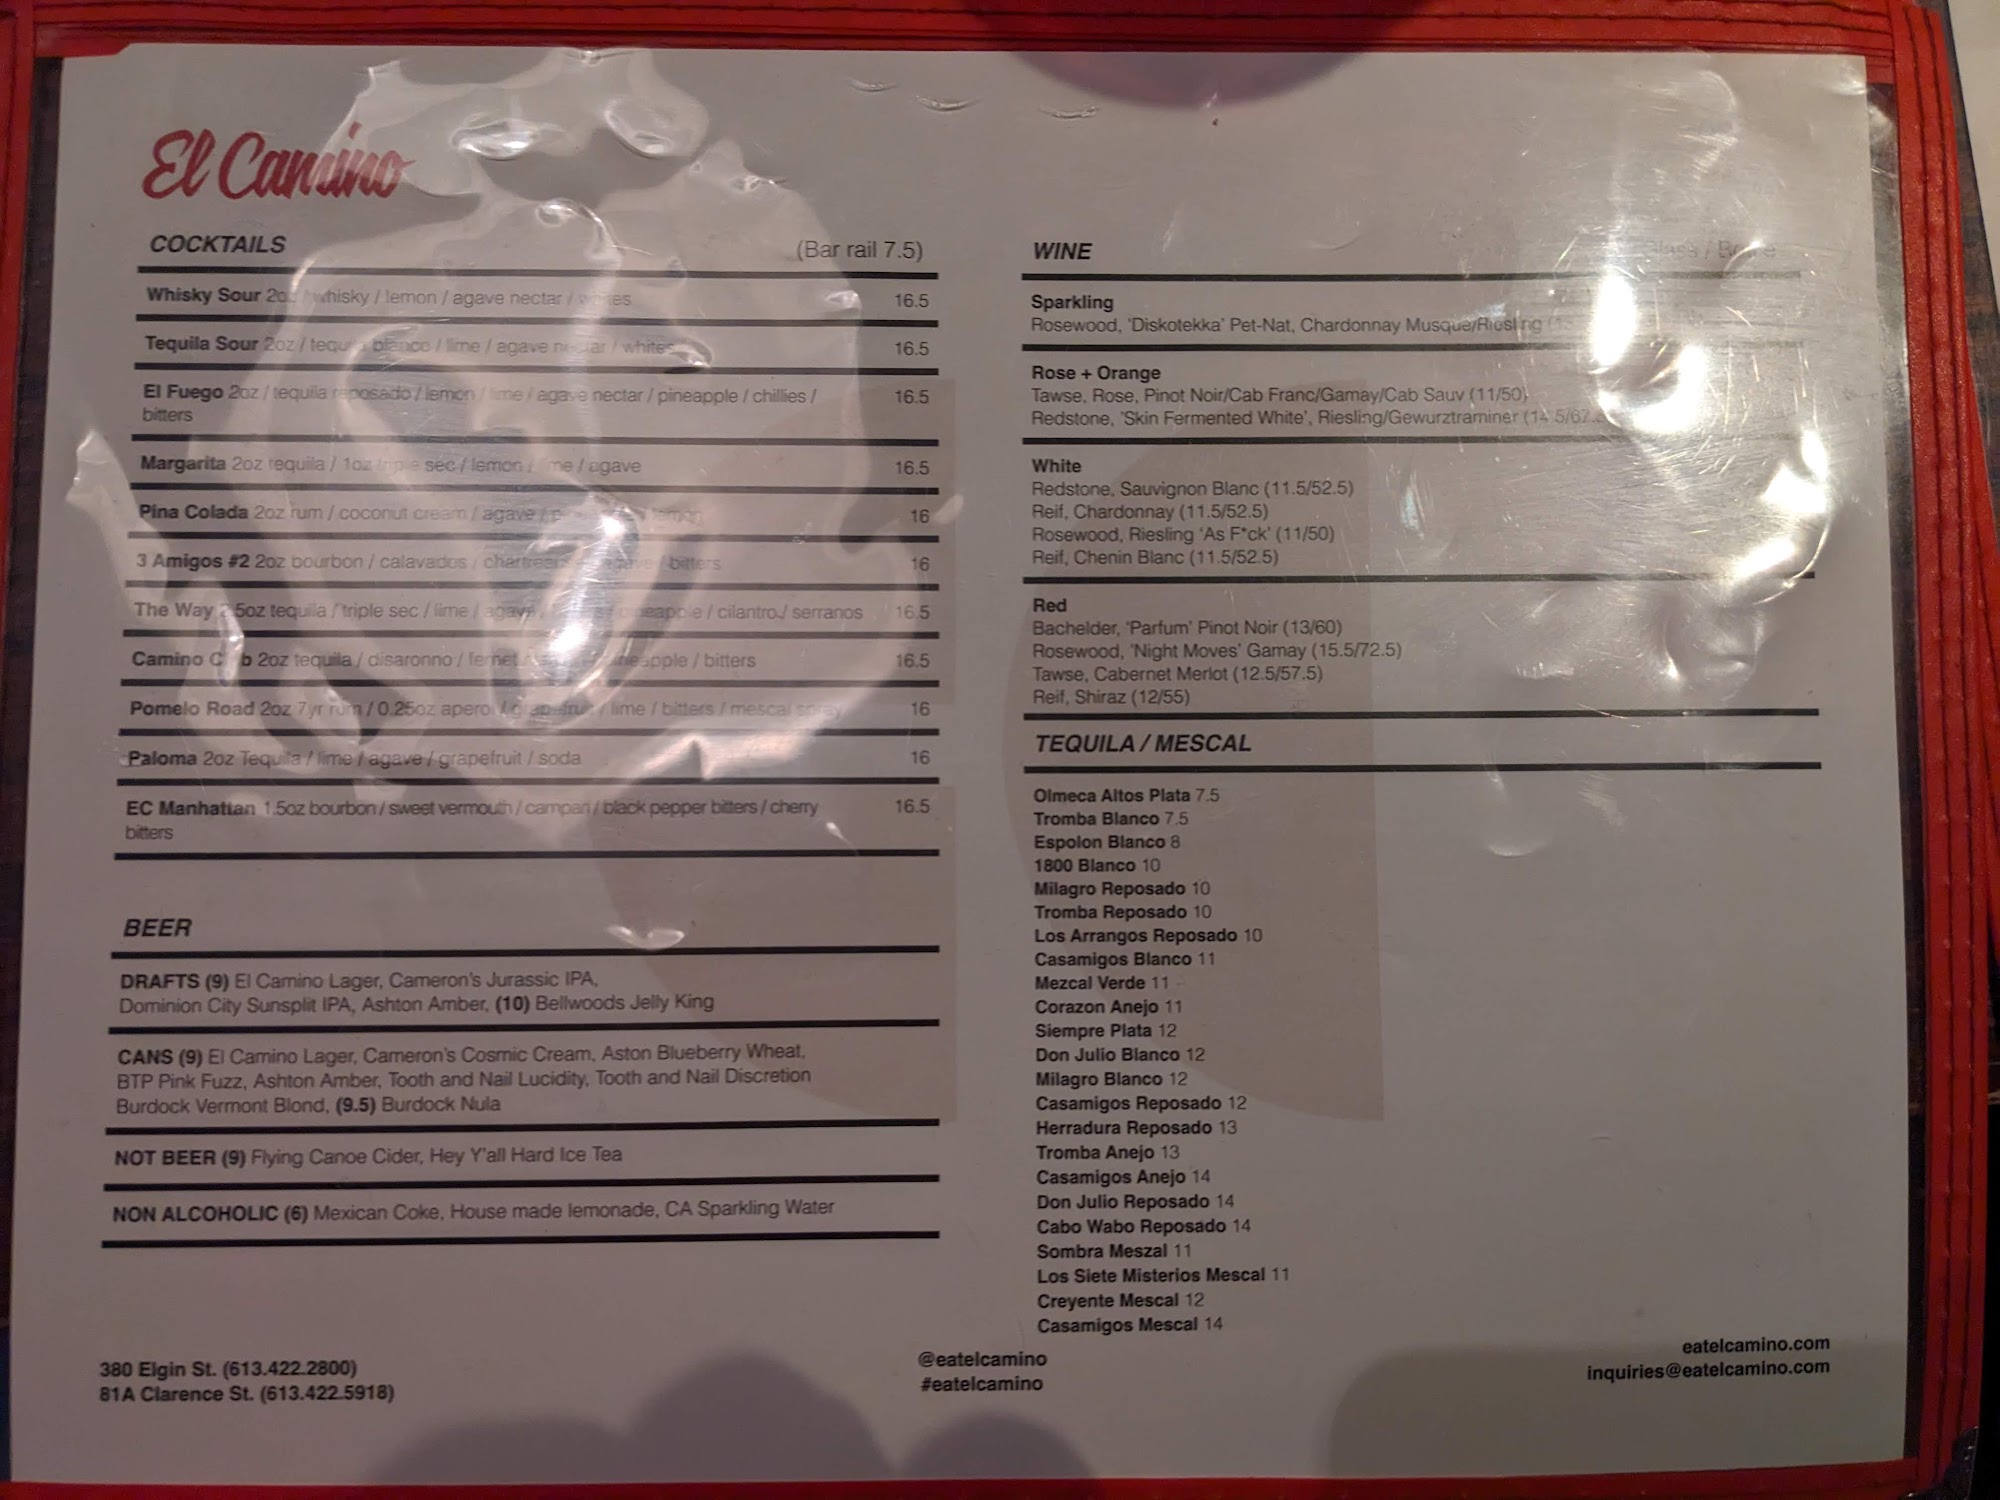 El Camino
COCKTAILS (Bar rail 7.5)
Whisky Sour 2oz / whisky / lemon / agave nectar / whites 16.5
Tequila Sour 2oz / tequila blanco / lime / agave nectar / whites 16.5
El Fuego 2oz / tequila reposado / lemon / lime / agave nectar / pineapple / chillies / 16.5
bitters
Margarita 2oz tequila / 1oz triple sec / lemon / lime / agave 16.5
Pina Colada 2oz rum / coconut cream / agave / lemon 16
3 Amigos #2 2oz bourbon / calavados / chartreuse / agave / bitters 16
The Way 2.5oz tequila / triple sec / lime / agave / pineapple / cilantro / serranos 16.5
Camino 2oz tequila / disaronno / fernet / pineapple / bitters 16.5
Pomelo Road 2oz 7yr rum / 0.25oz aperol / grapefruit / lime / bitters / mescal spray 16
Paloma 2oz Tequila / lime / agave / grapefruit / soda 16
EC Manhattan 1.5oz bourbon / sweet vermouth / campari / black pepper bitters / cherry 16.5
bitters
BEER
DRAFTS (9) El Camino Lager, Cameron's Jurassic IPA,
Dominion City Sunsplit IPA, Ashton Amber, (10) Bellwoods Jelly King
CANS (9) El Camino Lager, Cameron's Cosmic Cream, Aston Blueberry Wheat,
BTP Pink Fuzz, Ashton Amber, Tooth and Nail Lucidity, Tooth and Nail Discretion
Burdock Vermont Blond, (9.5) Burdock Nula
NOT BEER (9) Flying Canoe Cider, Hey Y'all Hard Ice Tea
NON ALCOHOLIC (6) Mexican Coke, House made lemonade, CA Sparkling Water
380 Elgin St. (613.422.2800)
81A Clarence St. (613.422.5918)
WINE Glass / Bottle
Sparkling
Rosewood, 'Diskotekka' Pet-Nat, Chardonnay Musque/Riesling
Rose + Orange
Tawse, Rose, Pinot Noir/Cab Franc/Gamay/Cab Sauv (11/50)
Redstone, 'Skin Fermented White', Riesling/Gewurztraminer
White
Redstone, Sauvignon Blanc (11.5/52.5)
Reif, Chardonnay (11.5/52.5)
Rosewood, Riesling 'As F*ck' (11/50)
Reif, Chenin Blanc (11.5/52.5)
Red
Bachelder, 'Parfum' Pinot Noir (13/60)
Rosewood, 'Night Moves' Gamay (15.5/72.5)
Tawse, Cabernet Merlot (12.5/57.5)
Reif, Shiraz (12/55)
TEQUILA / MESCAL
Olmeca Altos Plata 7.5
Tromba Blanco 7.5
Espolon Blanco 8
1800 Blanco 10
Milagro Reposado 10
Tromba Reposado 10
Los Arrangos Reposado 10
Casamigos Blanco 11
Mezcal Verde 11
Corazon Anejo 11
Siempre Plata 12
Don Julio Blanco 12
Milagro Blanco 12
Casamigos Reposado 12
Herradura Reposado 13
Tromba Anejo 13
Casamigos Anejo 14
Don Julio Reposado 14
Cabo Wabo Reposado 14
Sombra Meszal 11
Los Siete Misterios Mescal 11
Creyente Mescal 12
Casamigos Mescal 14
@eatelcamino
#eatelcamino
eatelcamino.com
inquiries@eatelcamino.com